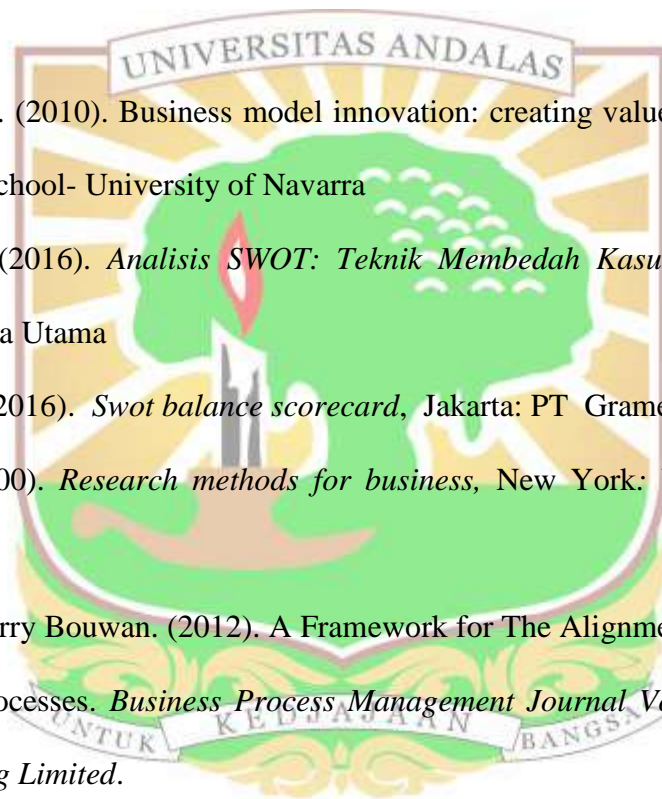 UNIVERSITAS ANDALAS
. (2010). Business model innovation: creating value
chool- University of Navarra
(2016). Analisis SWOT: Teknik Membedah Kasu
a Utama
2016). Swot balance scorecard, Jakarta: PT Grame
00). Research methods for business, New York:
rry Bouwan. (2012). A Framework for The Alignme
ocesses. Business Process Management Journal V
UNTUK KEDJAJAAN BANGSA
g Limited.